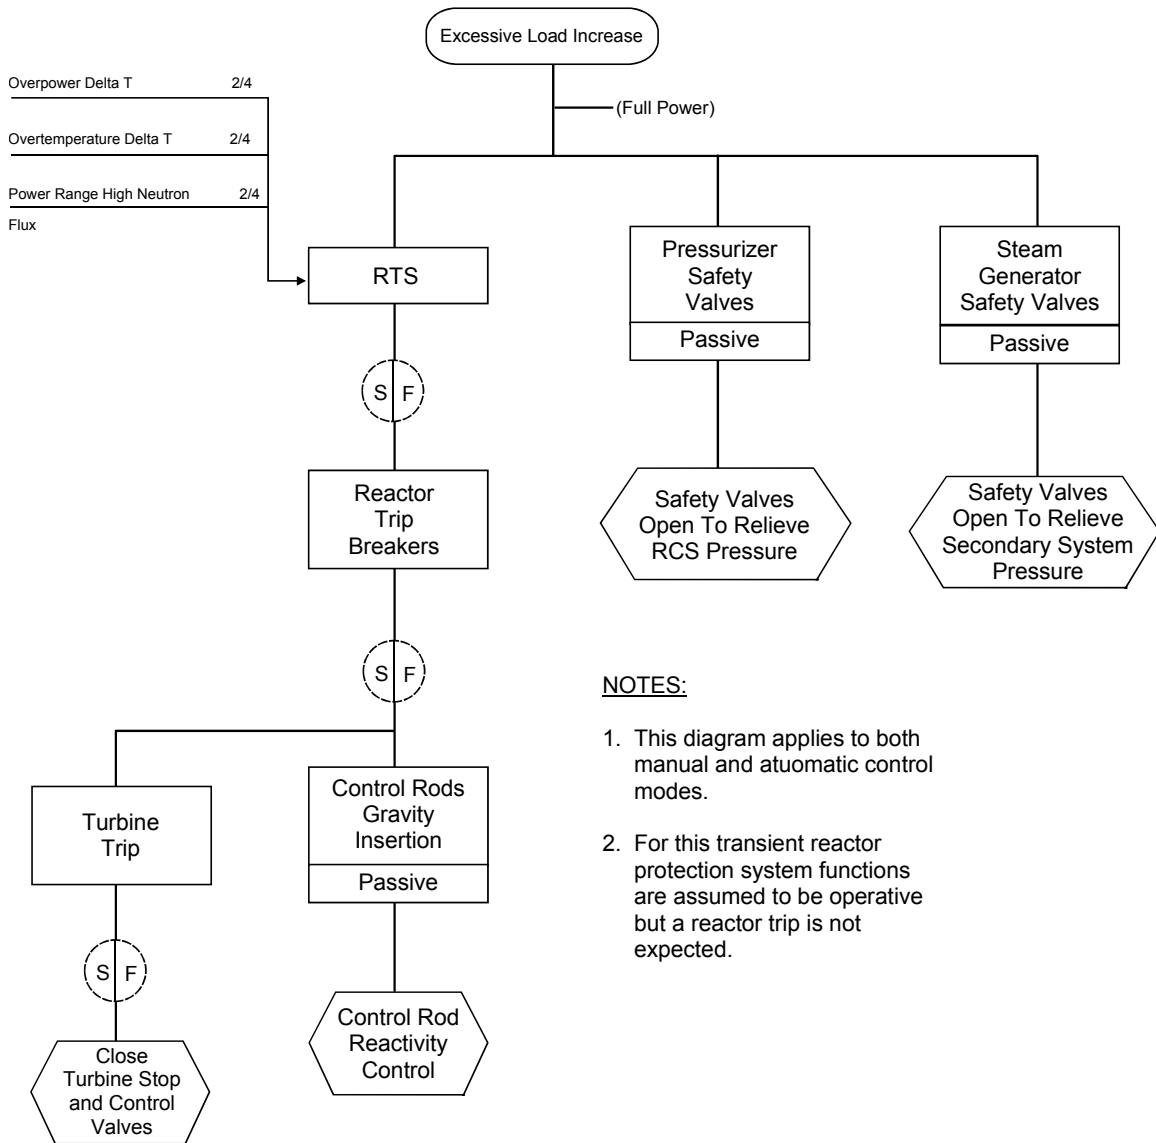 Excessive Load Increase
(Full Power)
Overpower Delta T 2/4
Overtemperature Delta T 2/4
Power Range High Neutron 2/4
Flux
RTS
Pressurizer
Safety
Valves
Passive
Steam
Generator
Safety Valves
Passive
S F
Reactor
Trip
Breakers
Safety Valves
Open To Relieve
RCS Pressure
Safety Valves
Open To Relieve
Secondary System
Pressure
S F
Turbine
Trip
Control Rods
Gravity
Insertion
Passive
S F
Close
Turbine Stop
and Control
Valves
Control Rod
Reactivity
Control
NOTES:
1. This diagram applies to both
manual and atuomatic control
modes.
2. For this transient reactor
protection system functions
are assumed to be operative
but a reactor trip is not
expected.